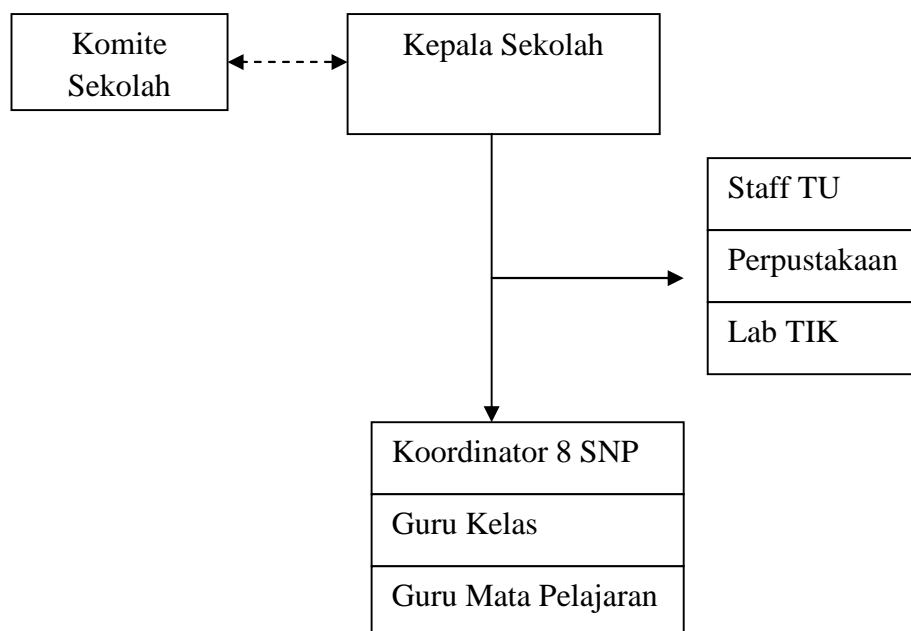 Komite
Sekolah
Kepala Sekolah
Staff TU
Perpustakaan
Lab TIK
Koordinator 8 SNP
Guru Kelas
Guru Mata Pelajaran